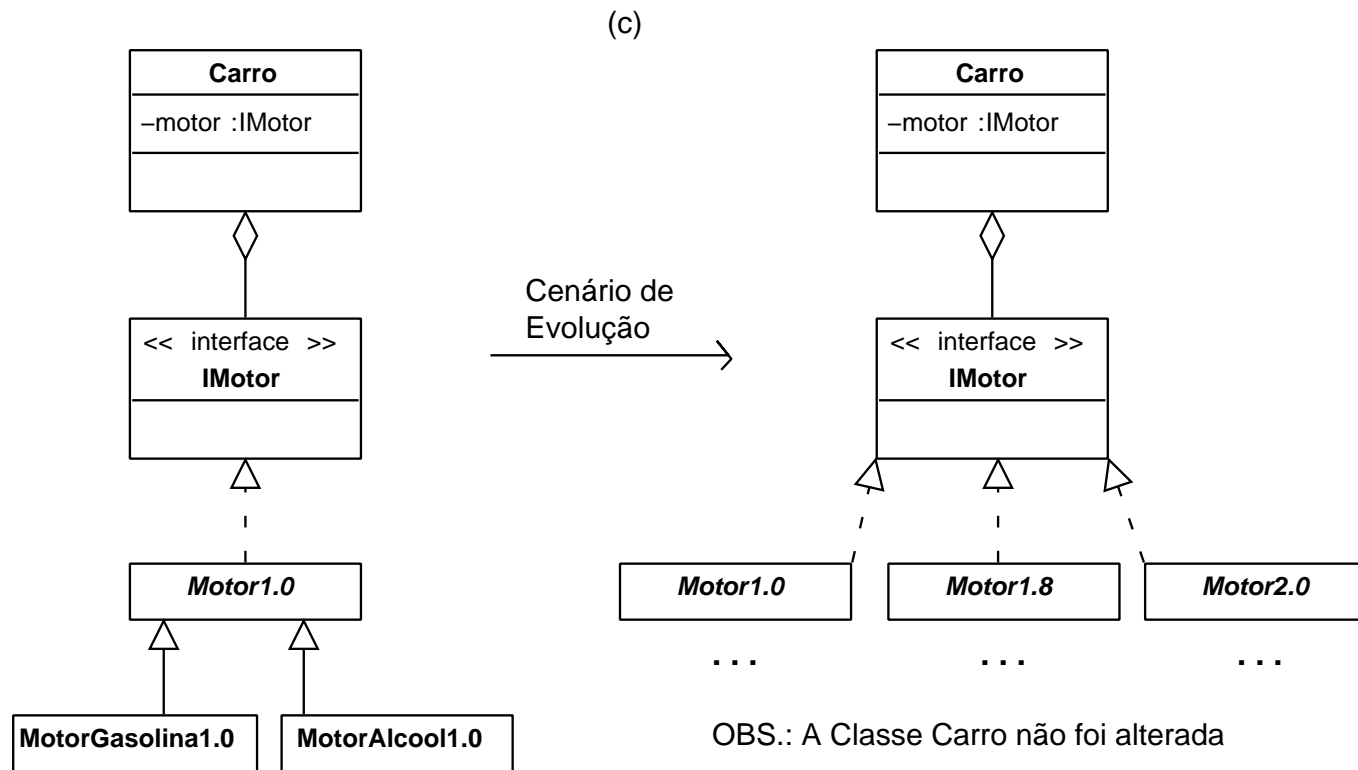 (c)
Carro
–motor :IMotor
<< interface >>
IMotor
Motor1.0
MotorGasolina1.0
MotorAlcool1.0
Cenário de
Evolução
Carro
–motor :IMotor
<< interface >>
IMotor
Motor1.0
Motor1.8
Motor2.0
. . .
. . .
. . .
OBS.: A Classe Carro não foi alterada